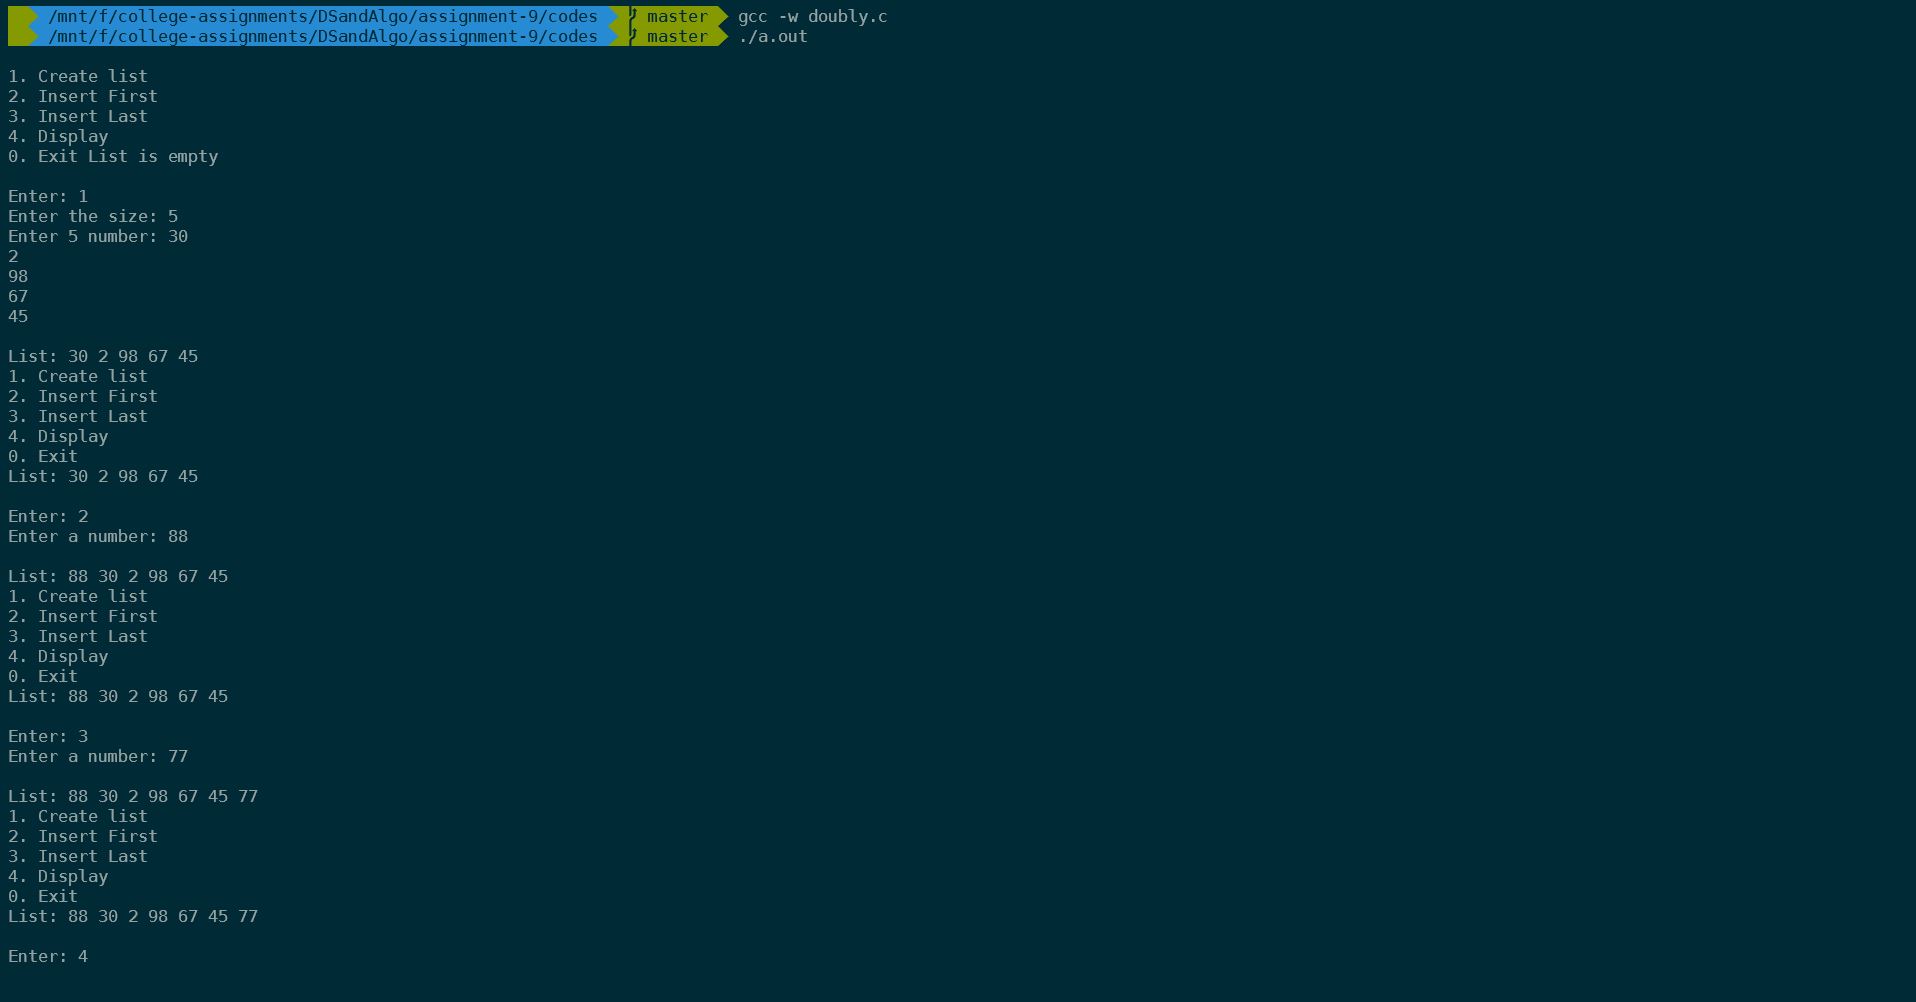 /mnt/f/college-assignments/DSandAlgo/assignment-9/codes master gcc -w doubly.c
/mnt/f/college-assignments/DSandAlgo/assignment-9/codes master ./a.out
1. Create list
2. Insert First
3. Insert Last
4. Display
0. Exit List is empty
Enter: 1
Enter the size: 5
Enter 5 number: 30
2
98
67
45
List: 30 2 98 67 45
1. Create list
2. Insert First
3. Insert Last
4. Display
0. Exit
List: 30 2 98 67 45
Enter: 2
Enter a number: 88
List: 88 30 2 98 67 45
1. Create list
2. Insert First
3. Insert Last
4. Display
0. Exit
List: 88 30 2 98 67 45
Enter: 3
Enter a number: 77
List: 88 30 2 98 67 45 77
1. Create list
2. Insert First
3. Insert Last
4. Display
0. Exit
List: 88 30 2 98 67 45 77
Enter: 4